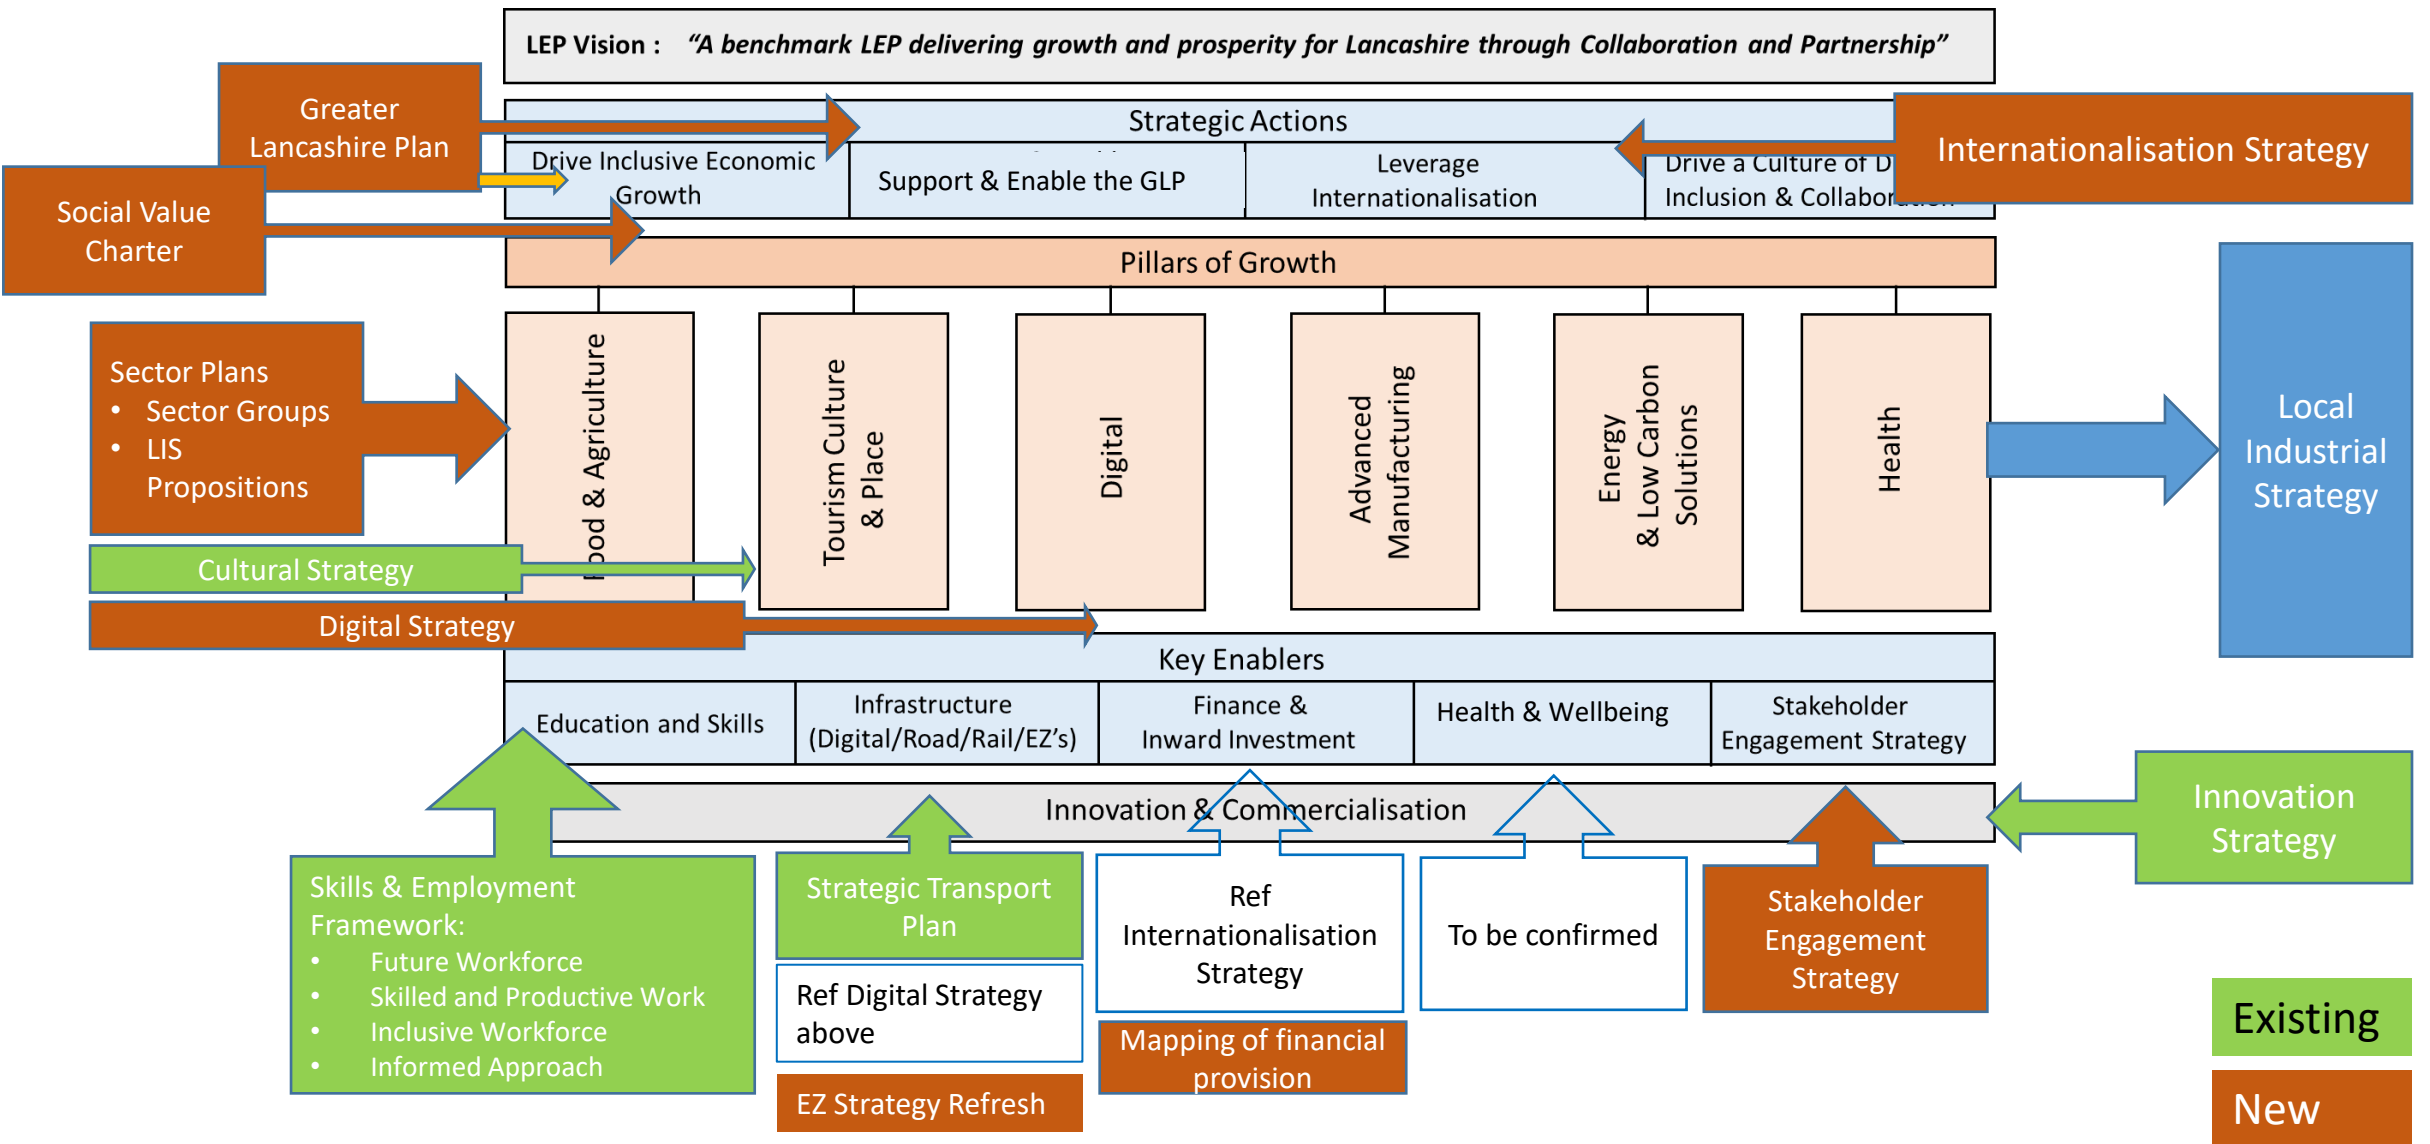 LEP Vision : “A benchmark LEP delivering growth and prosperity for Lancashire through Collaboration and Partnership”
Greater
Lancashire Plan
Social Value
Charter
Strategic Actions
Drive Inclusive Economic
Growth
Support & Enable the GLP
Leverage
Internationalisation
Drive a Culture of D
Inclusion & Collaboration
Internationalisation Strategy
Pillars of Growth
Sector Plans
• Sector Groups
• LIS
Propositions
Food & Agriculture
Tourism Culture
& Place
Digital
Advanced
Manufacturing
Energy
& Low Carbon
Solutions
Health
Local
Industrial
Strategy
Cultural Strategy
Digital Strategy
Key Enablers
Education and Skills
Infrastructure
(Digital/Road/Rail/EZ’s)
Finance &
Inward Investment
Health & Wellbeing
Stakeholder
Engagement Strategy
Innovation & Commercialisation
Innovation
Strategy
Skills & Employment
Framework:
• Future Workforce
• Skilled and Productive Work
• Inclusive Workforce
• Informed Approach
Strategic Transport
Plan
Ref Digital Strategy
above
EZ Strategy Refresh
Ref
Internationalisation
Strategy
Mapping of financial
provision
To be confirmed
Stakeholder
Engagement
Strategy
Existing
New